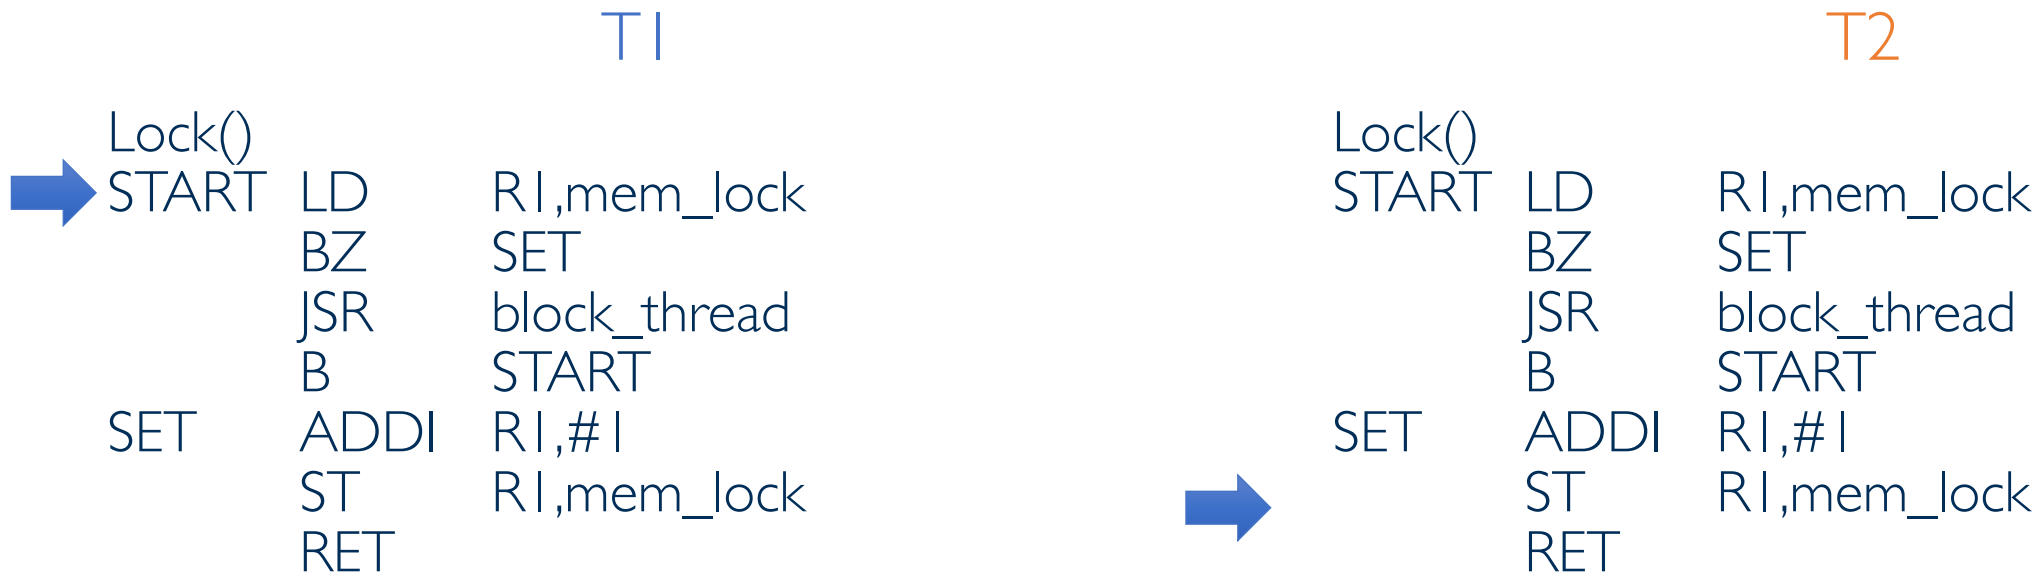 T1
Lock()
START LD R1,mem_lock
BZ SET
JSR block_thread
B START
SET ADDI R1,#1
ST R1,mem_lock
RET
T2
Lock()
START LD R1,mem_lock
BZ SET
JSR block_thread
B START
SET ADDI R1,#1
ST R1,mem_lock
RET